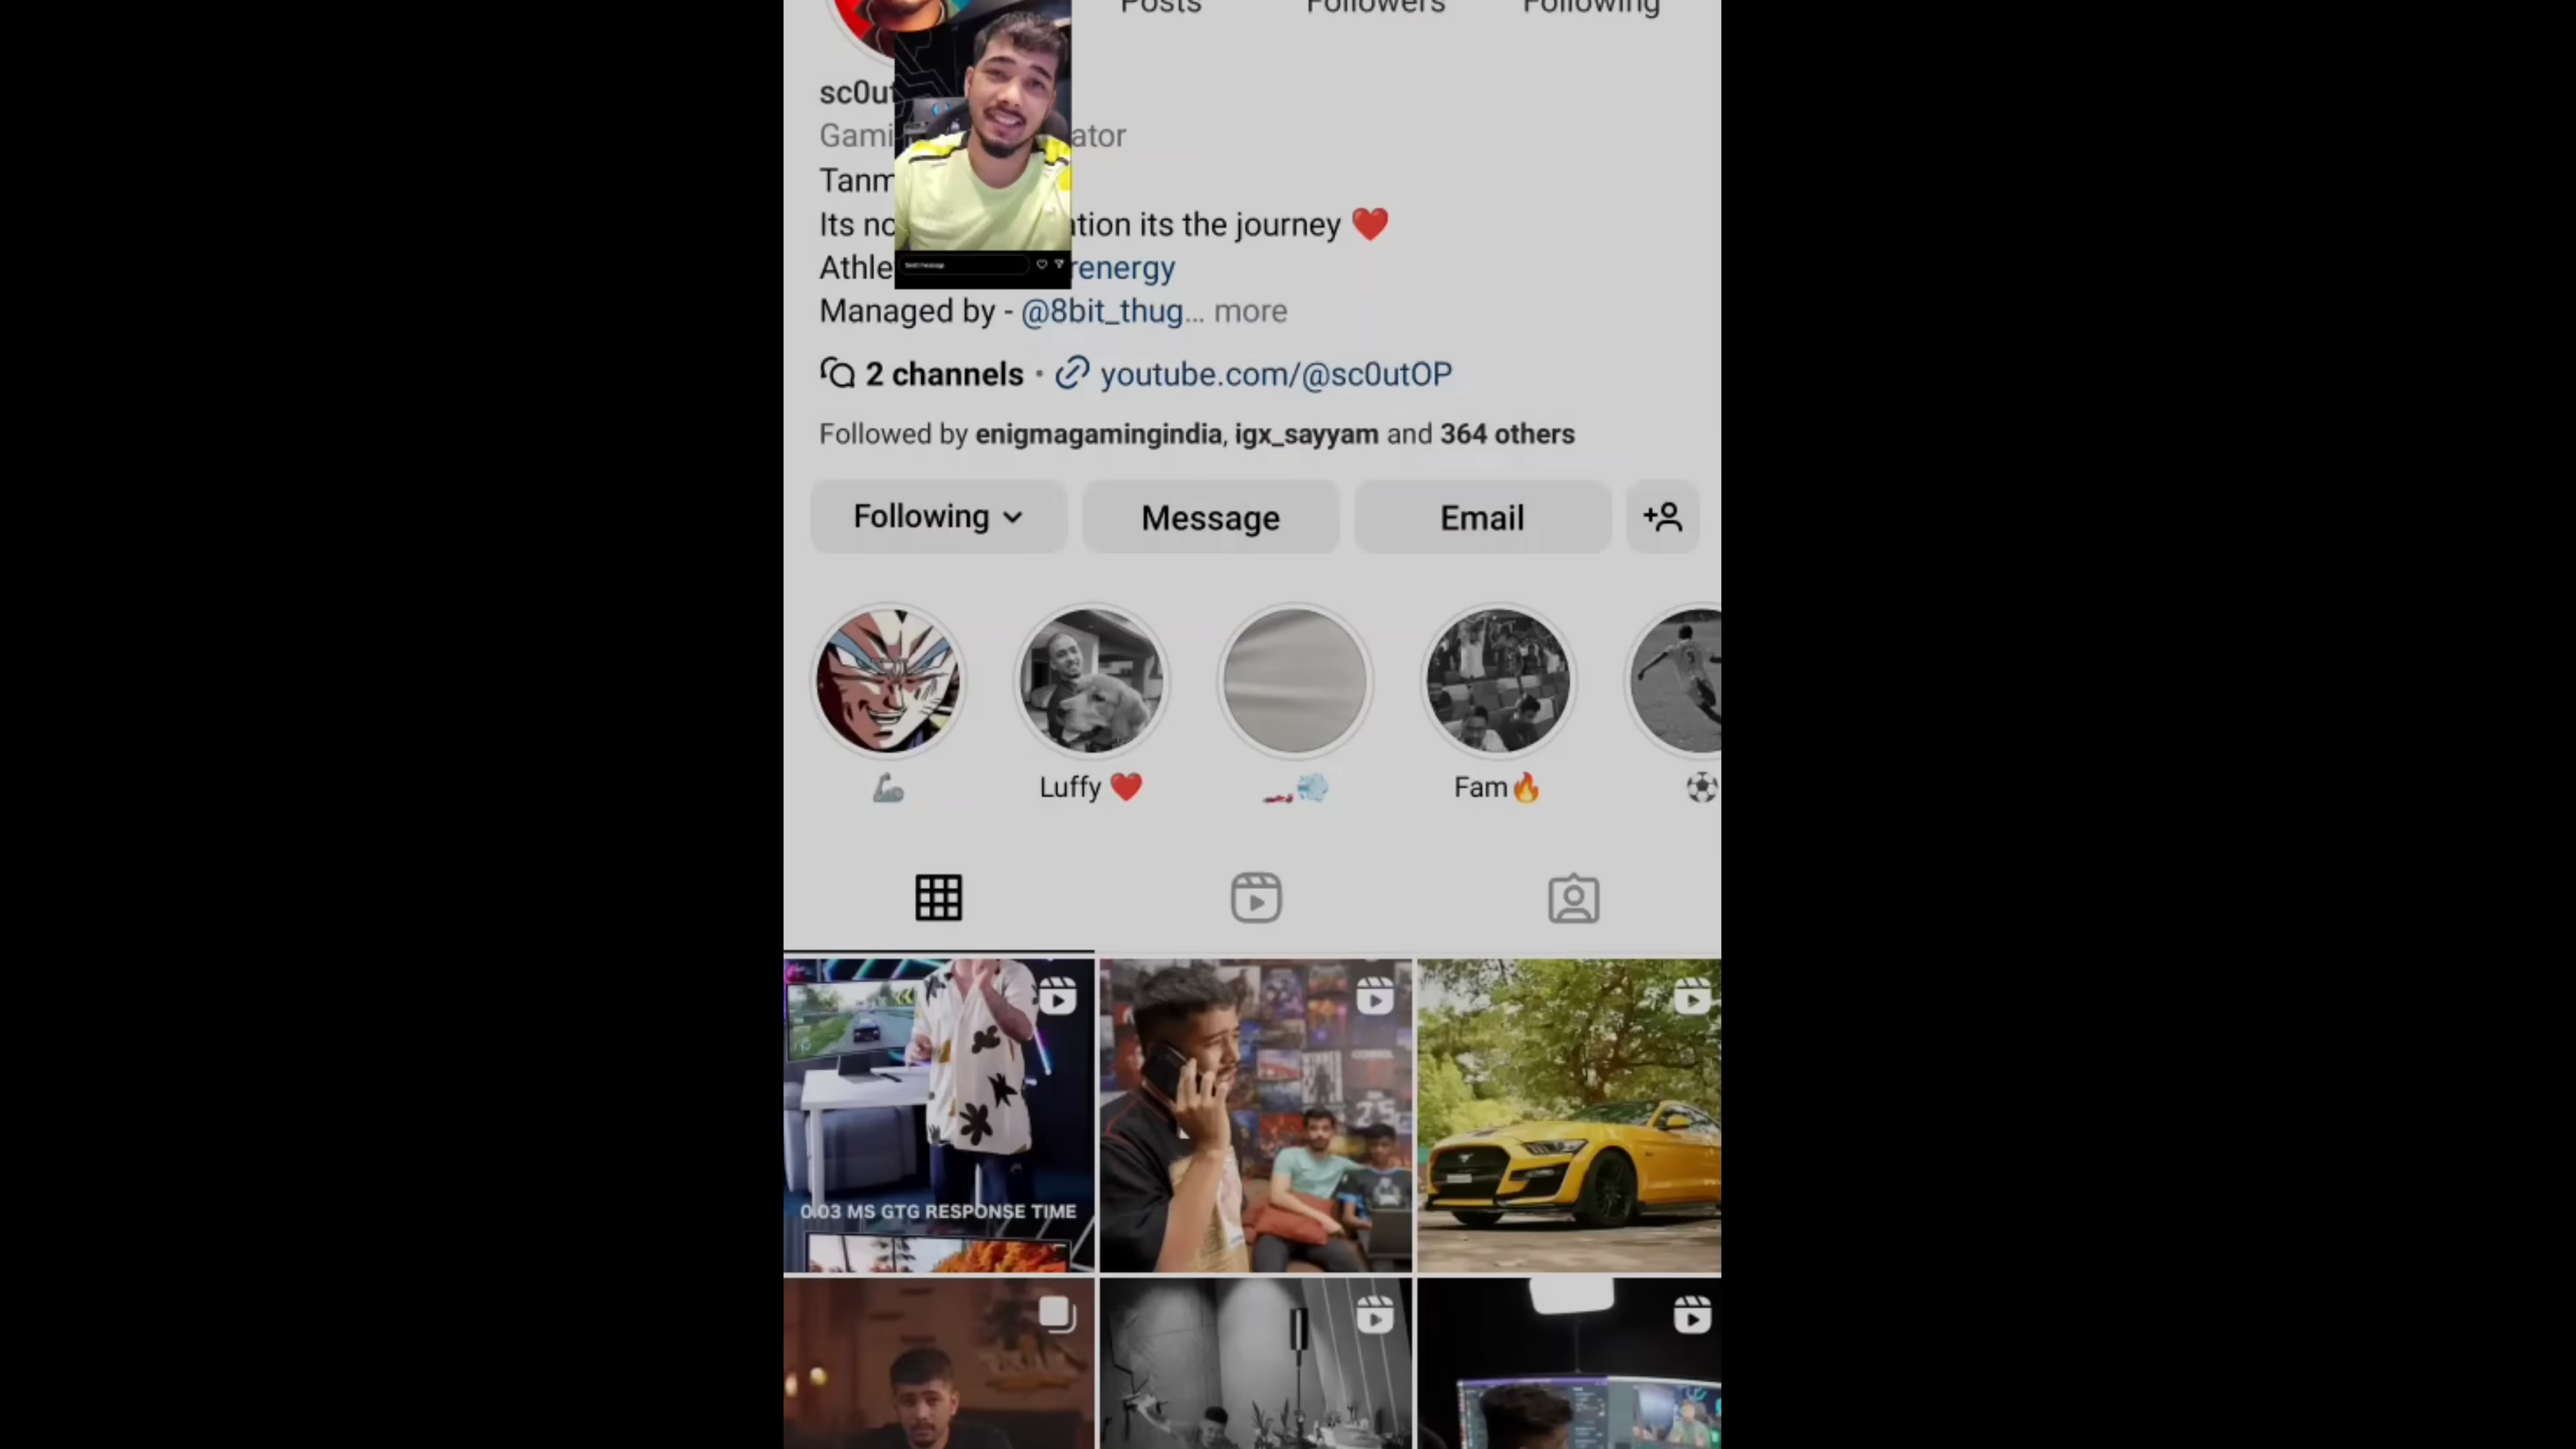 Posts Followers Following
sc0u
Gami ator
Tanm
Its no ation its the journey ❤️
Athle renergy
Managed by - @8bit_thug... more
2 channels • youtube.com/@sc0utOP
Followed by enigmagamingindia, igx_sayyam and 364 others
Following Message Email
Luffy ❤️ Fam🔥
0.03 MS GTG RESPONSE TIME